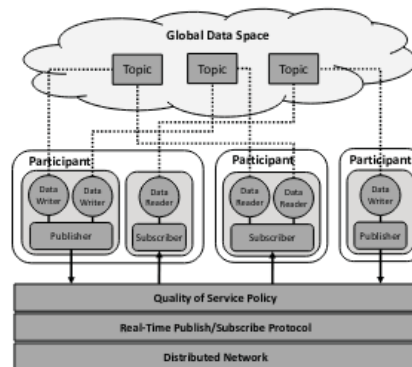 Global Data Space
Topic
Topic
Topic
Participant
Participant
Participant
Data
Writer
Data
Writer
Data
Reader
Data
Reader
Data
Reader
Data
Writer
Publisher
Subscriber
Subscriber
Publisher
Quality of Service Policy
Real-Time Publish/Subscribe Protocol
Distributed Network